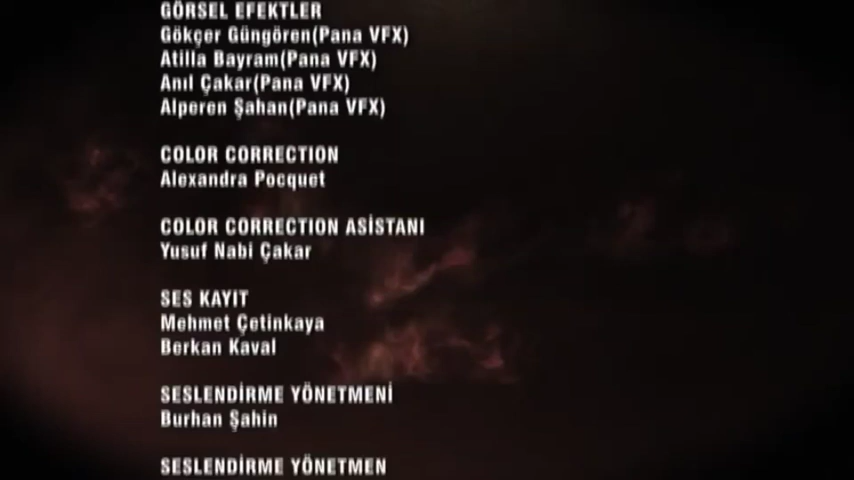 GÖRSEL EFEKTLER
Gökçer Güngören(Pana VFX)
Atilla Bayram(Pana VFX)
Anıl Çakar(Pana VFX)
Alperen Şahan(Pana VFX)
COLOR CORRECTION
Alexandra Pocquet
COLOR CORRECTION ASİSTANI
Yusuf Nabi Çakar
SES KAYIT
Mehmet Çetinkaya
Berkan Kaval
SESLENDİRME YÖNETMENİ
Burhan Şahin
SESLENDİRME YÖNETMEN